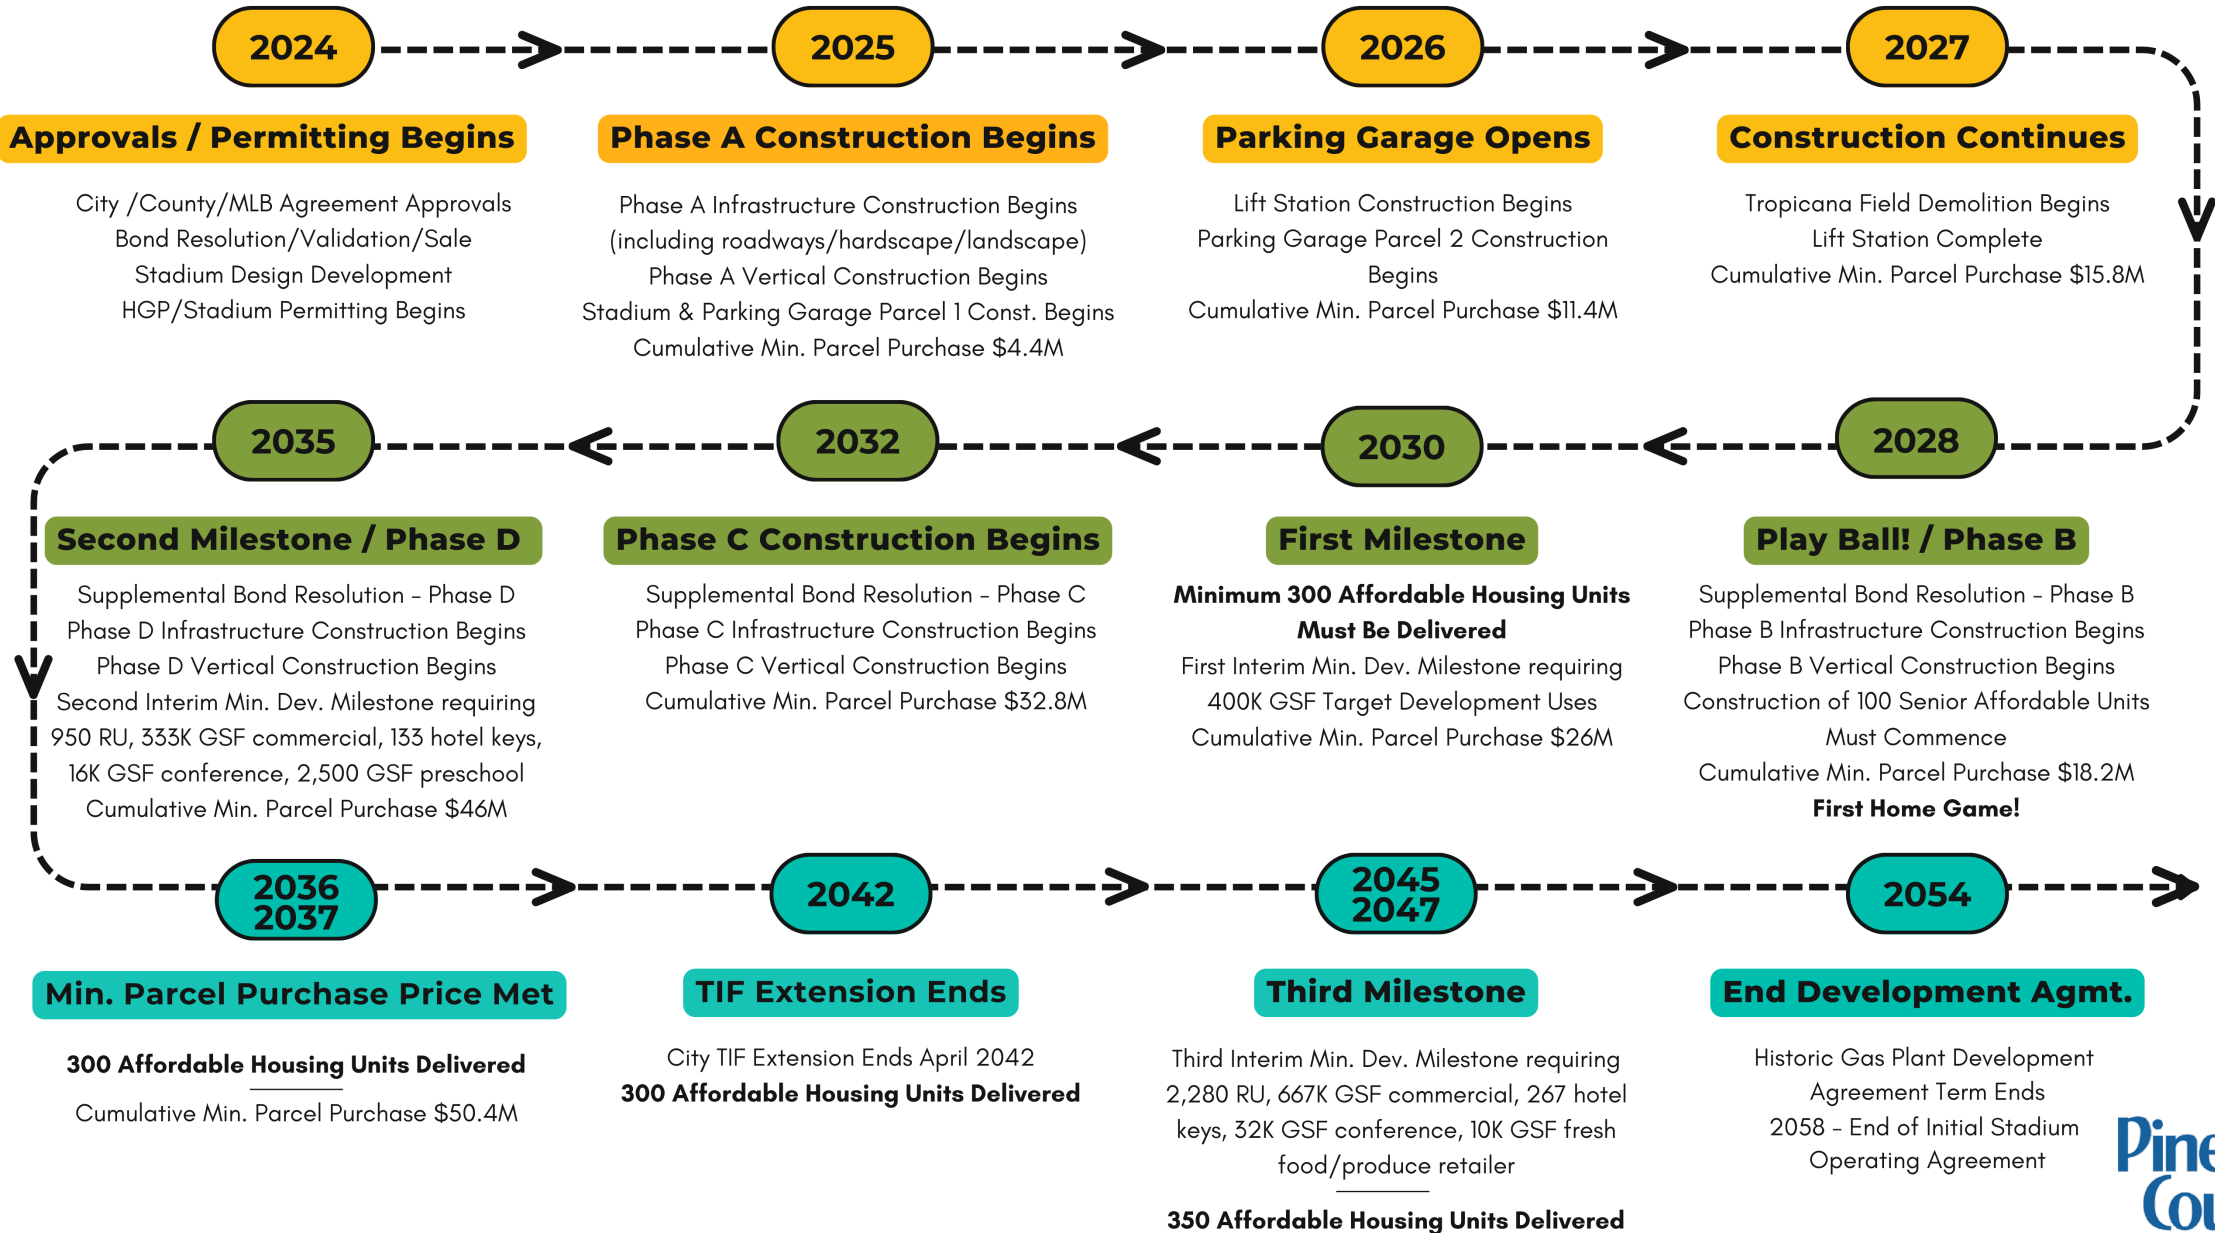 2024
2025
2026
2027
Approvals / Permitting Begins
City /County/MLB Agreement Approvals
Bond Resolution/Validation/Sale
Stadium Design Development
HGP/Stadium Permitting Begins
Phase A Construction Begins
Phase A Infrastructure Construction Begins
(including roadways/hardscape/landscape)
Phase A Vertical Construction Begins
Stadium & Parking Garage Parcel 1 Const. Begins
Cumulative Min. Parcel Purchase $4.4M
Parking Garage Opens
Lift Station Construction Begins
Parking Garage Parcel 2 Construction
Begins
Cumulative Min. Parcel Purchase $11.4M
Construction Continues
Tropicana Field Demolition Begins
Lift Station Complete
Cumulative Min. Parcel Purchase $15.8M
2028
Play Ball! / Phase B
Supplemental Bond Resolution - Phase B
Phase B Infrastructure Construction Begins
Phase B Vertical Construction Begins
Construction of 100 Senior Affordable Units
Must Commence
Cumulative Min. Parcel Purchase $18.2M
First Home Game!
2030
First Milestone
Minimum 300 Affordable Housing Units
Must Be Delivered
First Interim Min. Dev. Milestone requiring
400K GSF Target Development Uses
Cumulative Min. Parcel Purchase $26M
2032
Phase C Construction Begins
Supplemental Bond Resolution - Phase C
Phase C Infrastructure Construction Begins
Phase C Vertical Construction Begins
Cumulative Min. Parcel Purchase $32.8M
2035
Second Milestone / Phase D
Supplemental Bond Resolution - Phase D
Phase D Infrastructure Construction Begins
Phase D Vertical Construction Begins
Second Interim Min. Dev. Milestone requiring
950 RU, 333K GSF commercial, 133 hotel keys,
16K GSF conference, 2,500 GSF preschool
Cumulative Min. Parcel Purchase $46M
2036
2037
Min. Parcel Purchase Price Met
300 Affordable Housing Units Delivered
Cumulative Min. Parcel Purchase $50.4M
2042
TIF Extension Ends
City TIF Extension Ends April 2042
300 Affordable Housing Units Delivered
2045
2047
Third Milestone
Third Interim Min. Dev. Milestone requiring
2,280 RU, 667K GSF commercial, 267 hotel
keys, 32K GSF conference, 10K GSF fresh
food/produce retailer
350 Affordable Housing Units Delivered
2054
End Development Agmt.
Historic Gas Plant Development
Agreement Term Ends
2058 - End of Initial Stadium
Operating Agreement